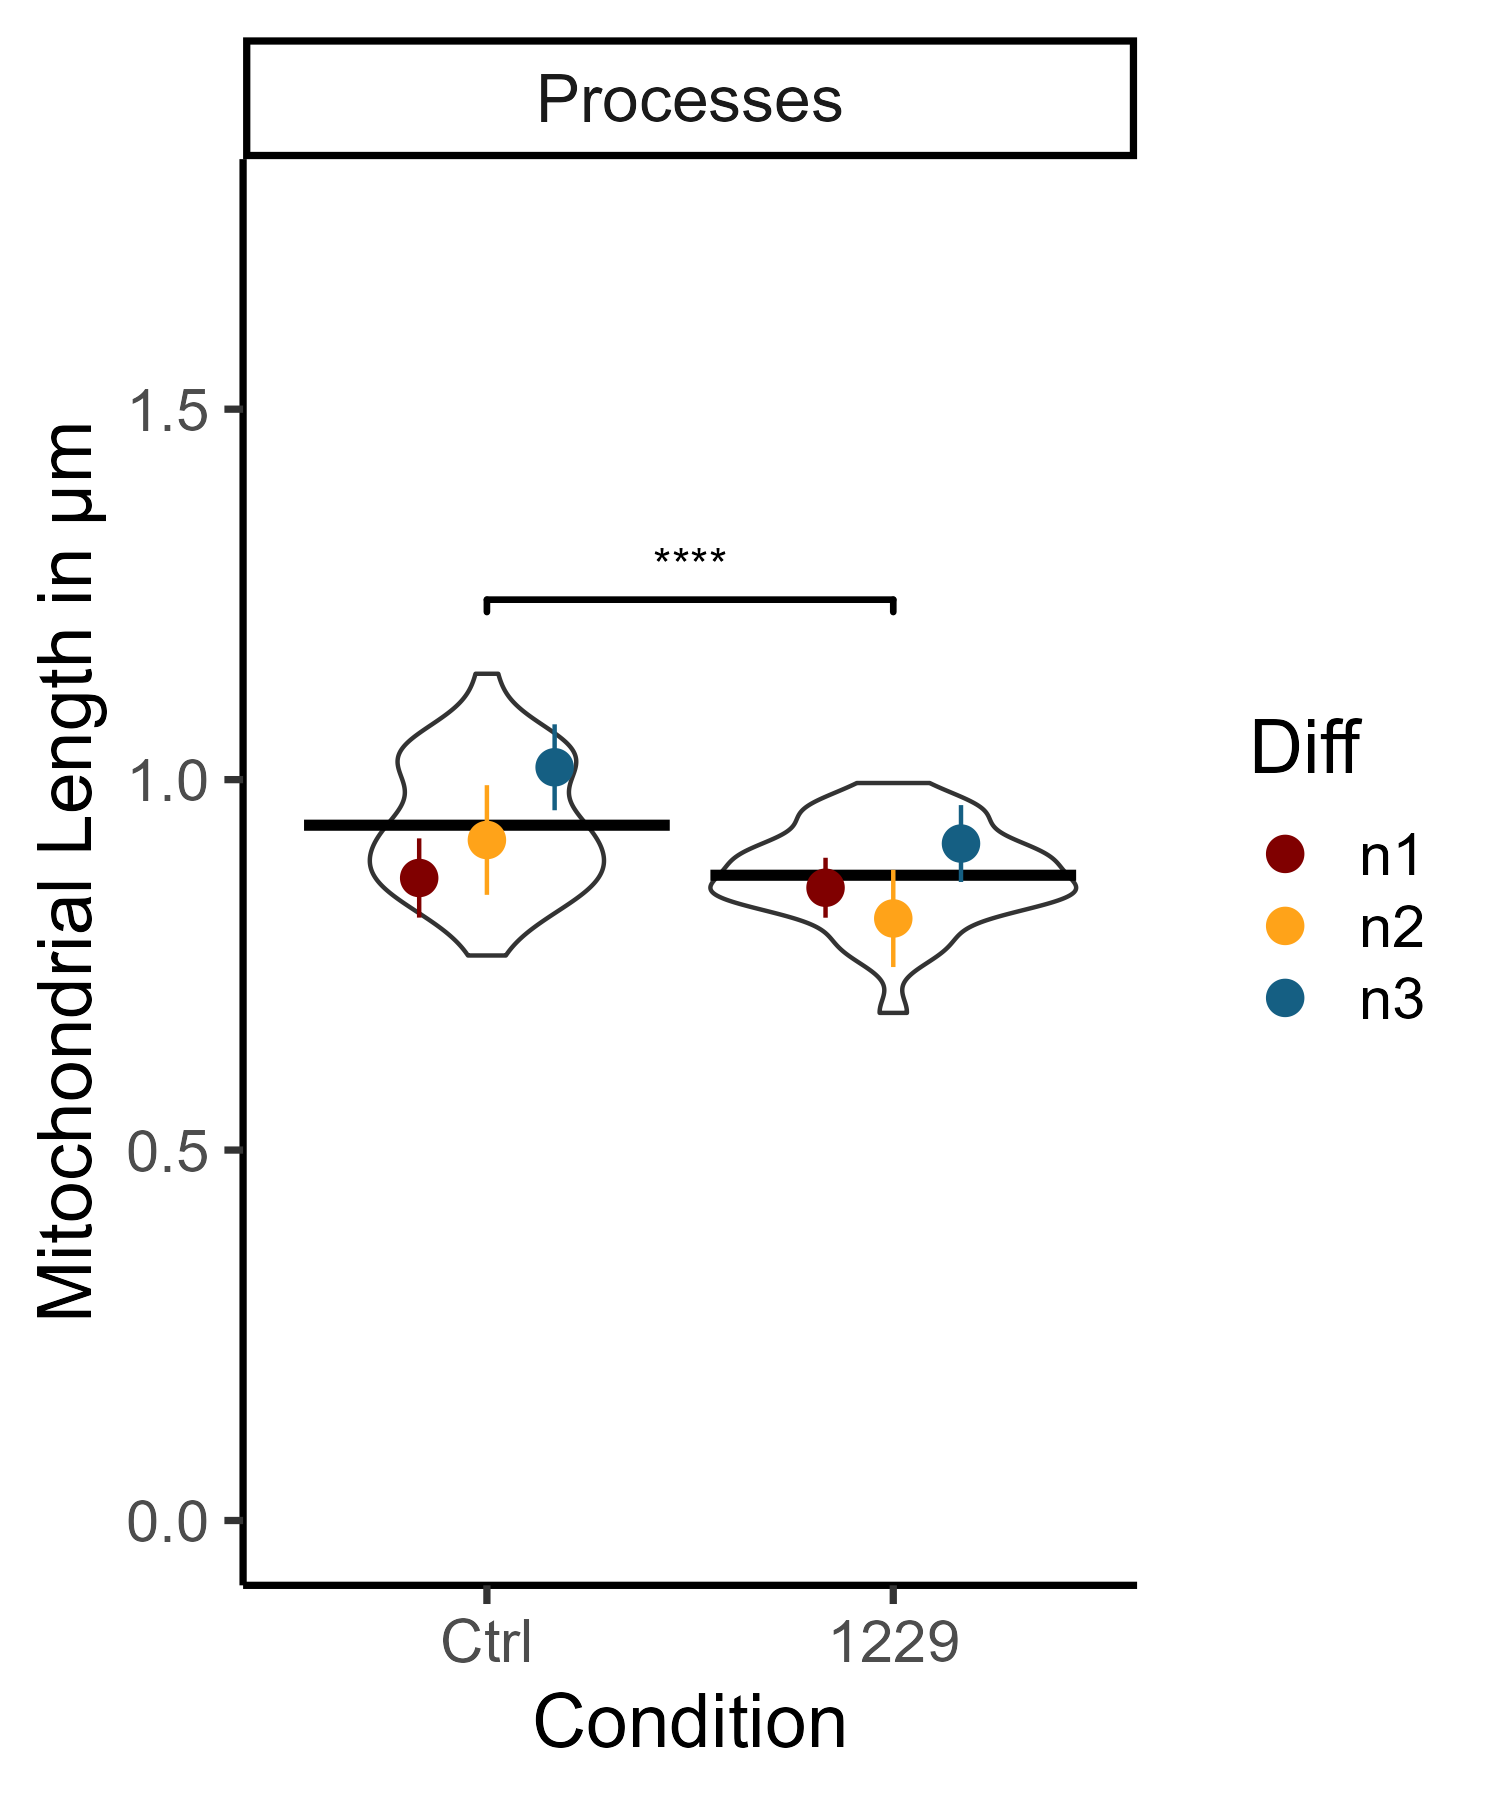 Processes
Mitochondrial Length in µm
1.5
1.0
0.5
0.0
****
Ctrl
1229
Condition
Diff
n1
n2
n3